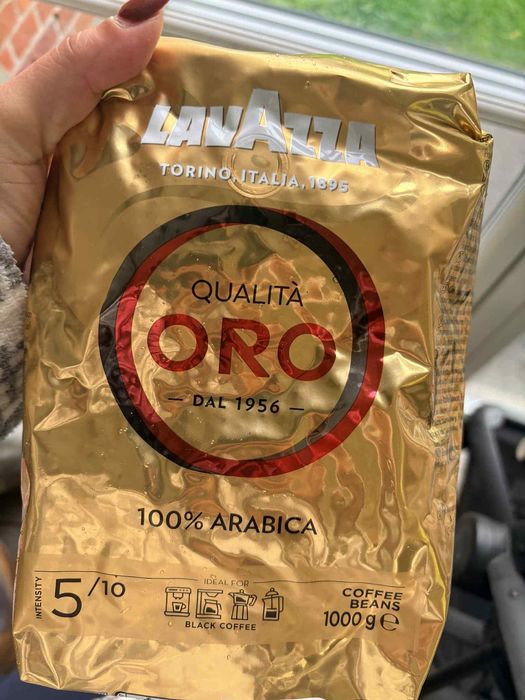 LAVAZZA
TORINO, ITALIA, 1895
QUALITÀ
ORO
— DAL 1956 —
100% ARABICA
INTENSITY
5/10
IDEAL FOR
BLACK COFFEE
COFFEE
BEANS
1000 g e